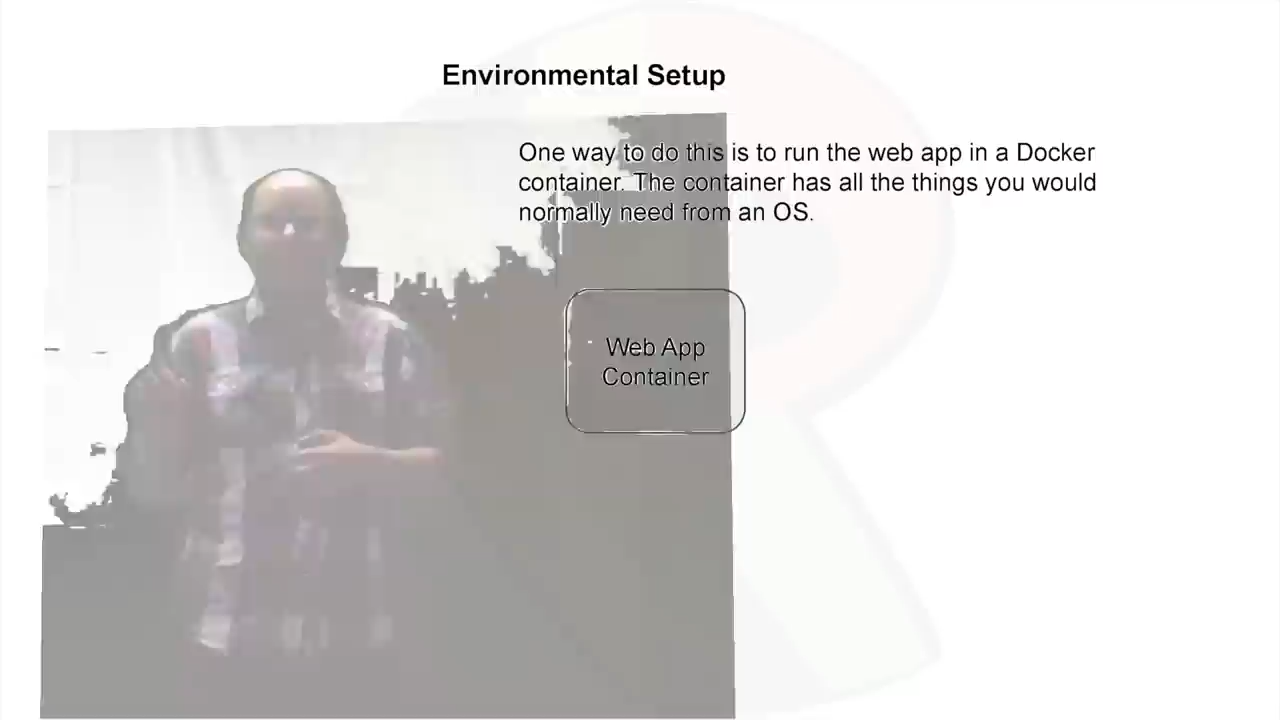 Environmental Setup
One way to do this is to run the web app in a Docker
container. The container has all the things you would
normally need from an OS.
Web App
Container